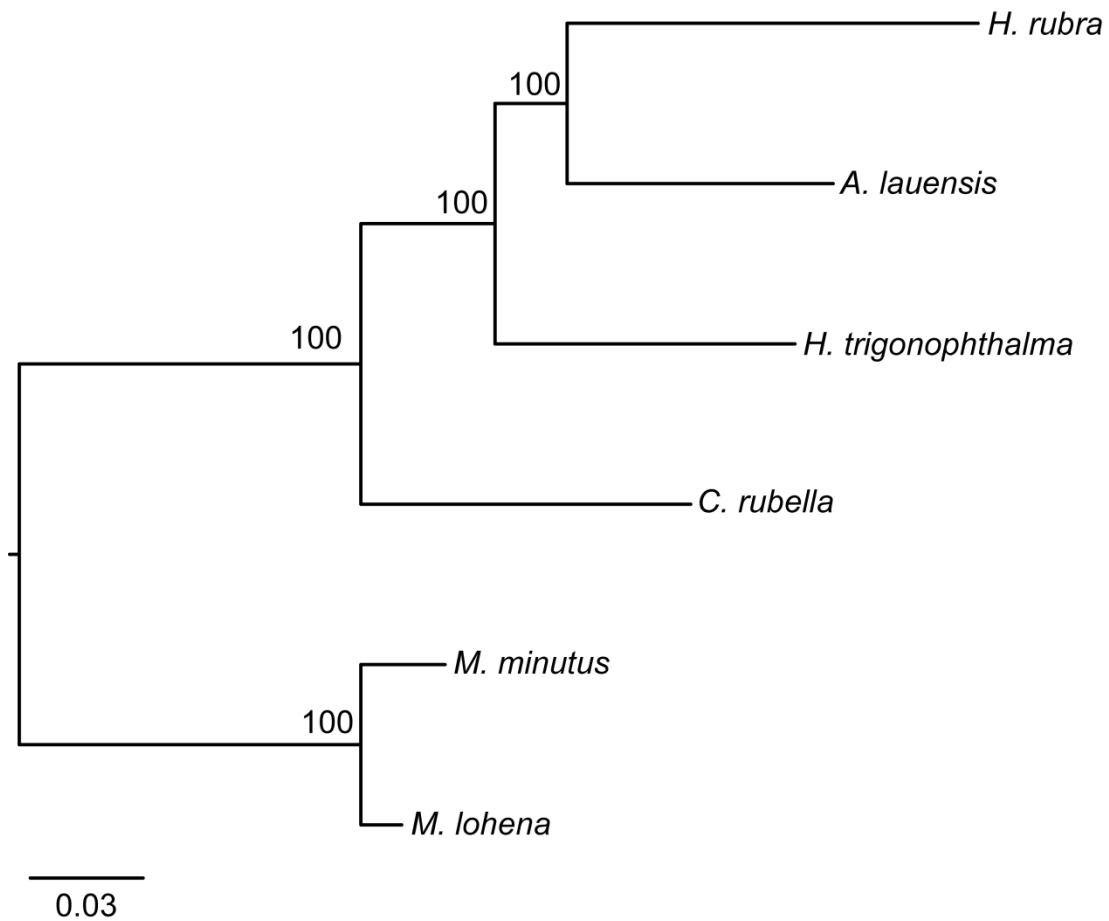 H. rubra
100
A. lauensis
100
H. trigonophthalma
100
C. rubella
M. minutus
100
M. lohena
0.03